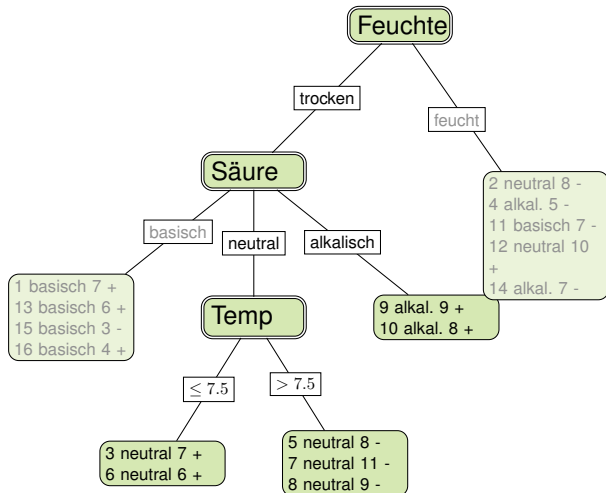 Feuchte
trocken
feucht
Säure
2 neutral 8 -
4 alkal. 5 -
11 basisch 7 -
12 neutral 10
+
14 alkal. 7 -
basisch
neutral
alkalisch
1 basisch 7 +
13 basisch 6 +
15 basisch 3 -
16 basisch 4 +
Temp
9 alkal. 9 +
10 alkal. 8 +
≤ 7.5
> 7.5
3 neutral 7 +
6 neutral 6 +
5 neutral 8 -
7 neutral 11 -
8 neutral 9 -